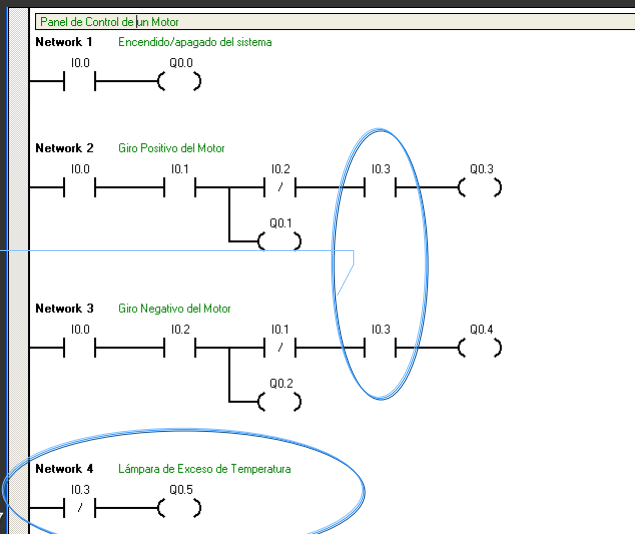 Panel de Control de un Motor
Network 1 Encendido/apagado del sistema
I0.0 Q0.0
Network 2 Giro Positivo del Motor
I0.0 I0.1 I0.2 I0.3 Q0.3
/
Q0.1
Network 3 Giro Negativo del Motor
I0.0 I0.2 I0.1 I0.3 Q0.4
/
Q0.2
Network 4 Lámpara de Exceso de Temperatura
I0.3 Q0.5
/